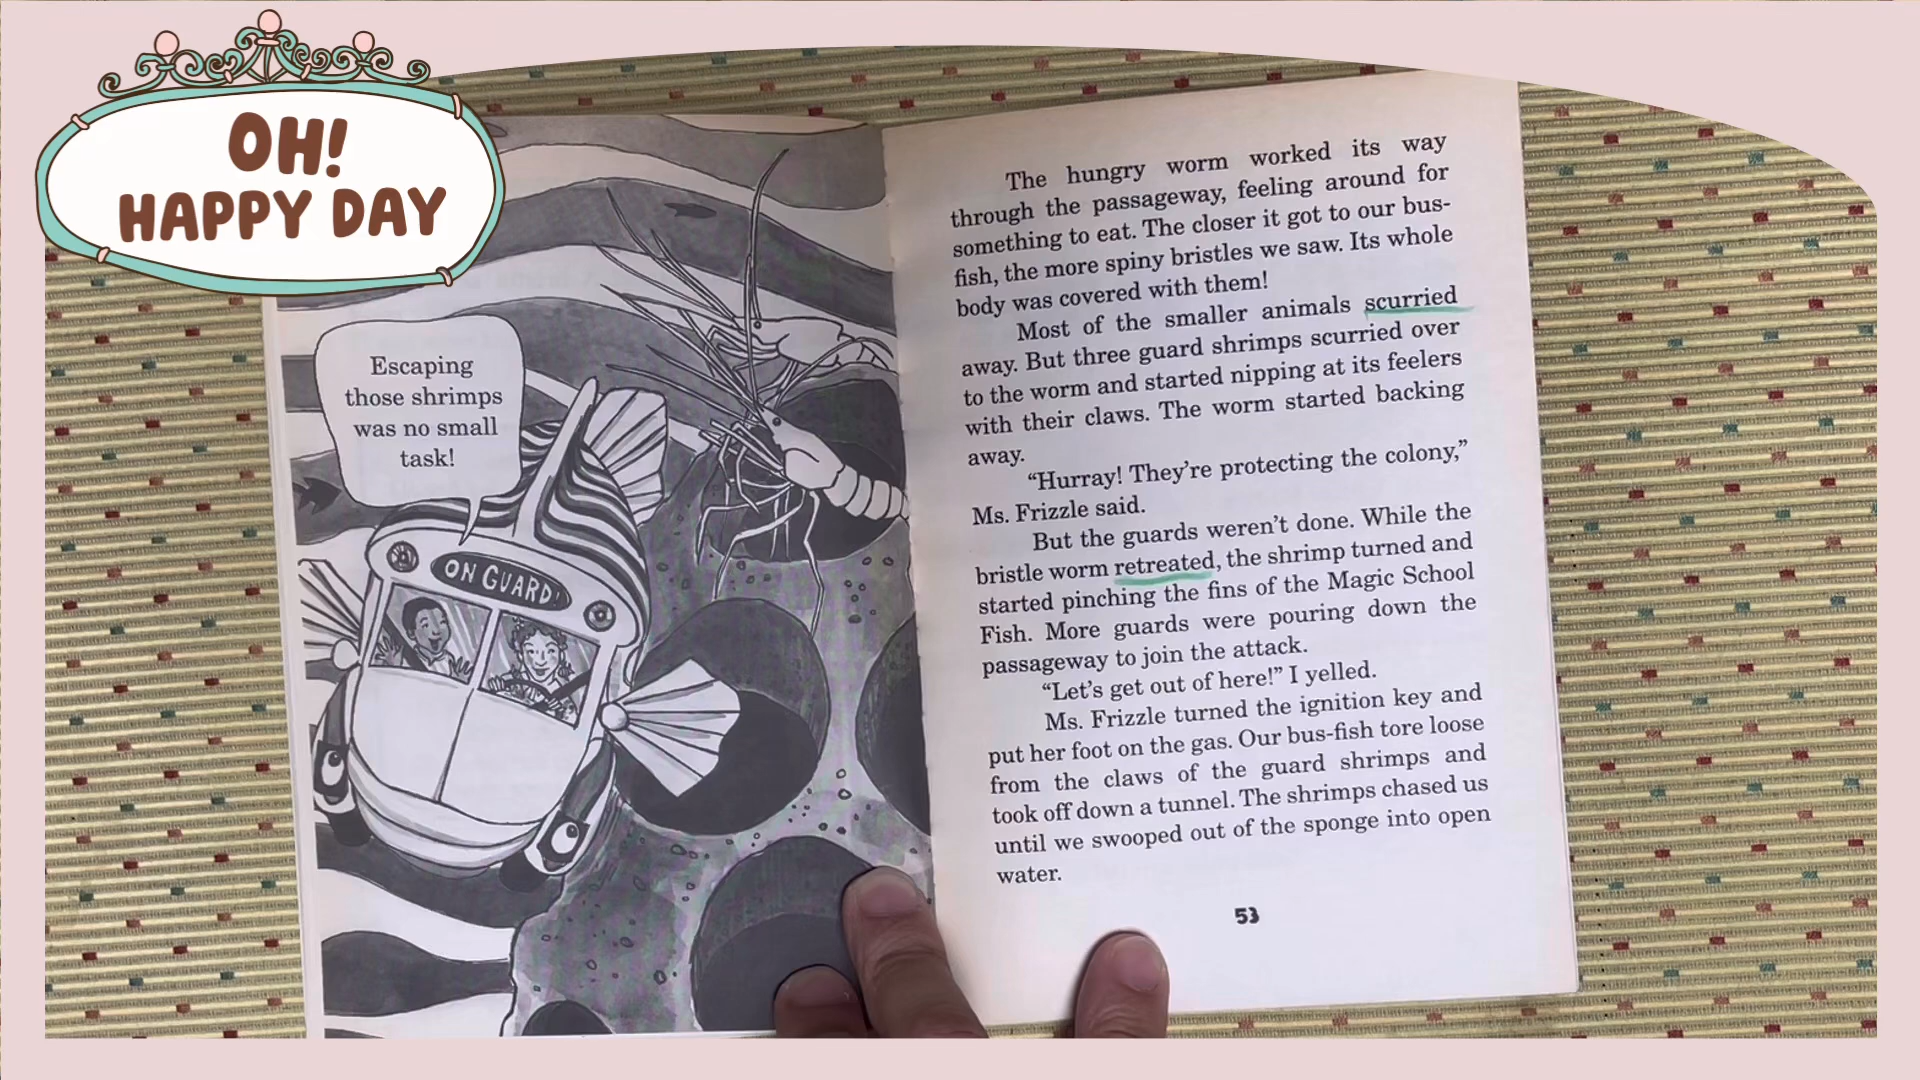 OH!
HAPPY DAY
Escaping
those shrimps
was no small
task!
ON GUARD!
The hungry worm worked its way
through the passageway, feeling around for
something to eat. The closer it got to our bus-
fish, the more spiny bristles we saw. Its whole
body was covered with them!
Most of the smaller animals scurried
away. But three guard shrimps scurried over
to the worm and started nipping at its feelers
with their claws. The worm started backing
away.
“Hurray! They’re protecting the colony,”
Ms. Frizzle said.
But the guards weren’t done. While the
bristle worm retreated, the shrimp turned and
started pinching the fins of the Magic School
Fish. More guards were pouring down the
passageway to join the attack.
“Let’s get out of here!” I yelled.
Ms. Frizzle turned the ignition key and
put her foot on the gas. Our bus-fish tore loose
from the claws of the guard shrimps and
took off down a tunnel. The shrimps chased us
until we swooped out of the sponge into open
water.
53